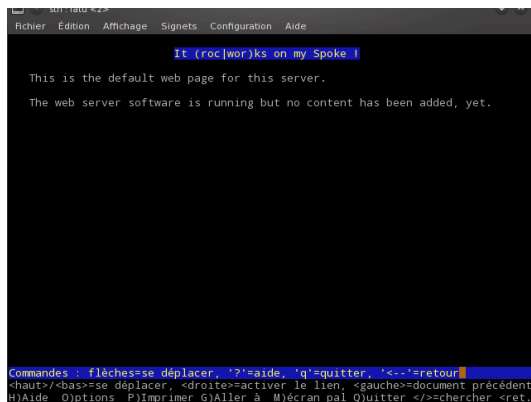 Fichier Édition Affichage Signets Configuration Aide
It (roc|wor)ks on my Spoke !
This is the default web page for this server.
The web server software is running but no content has been added, yet.
Commandes : flèches=se déplacer, '?'=aide, 'q'=quitter, '<--'=retour
<haut>/<bas>=se déplacer, <droite>=activer le lien, <gauche>=document précédent
H)Aide O)ptions P)Imprimer G)Aller à M)écran pal Q)uitter </>=chercher <ret.